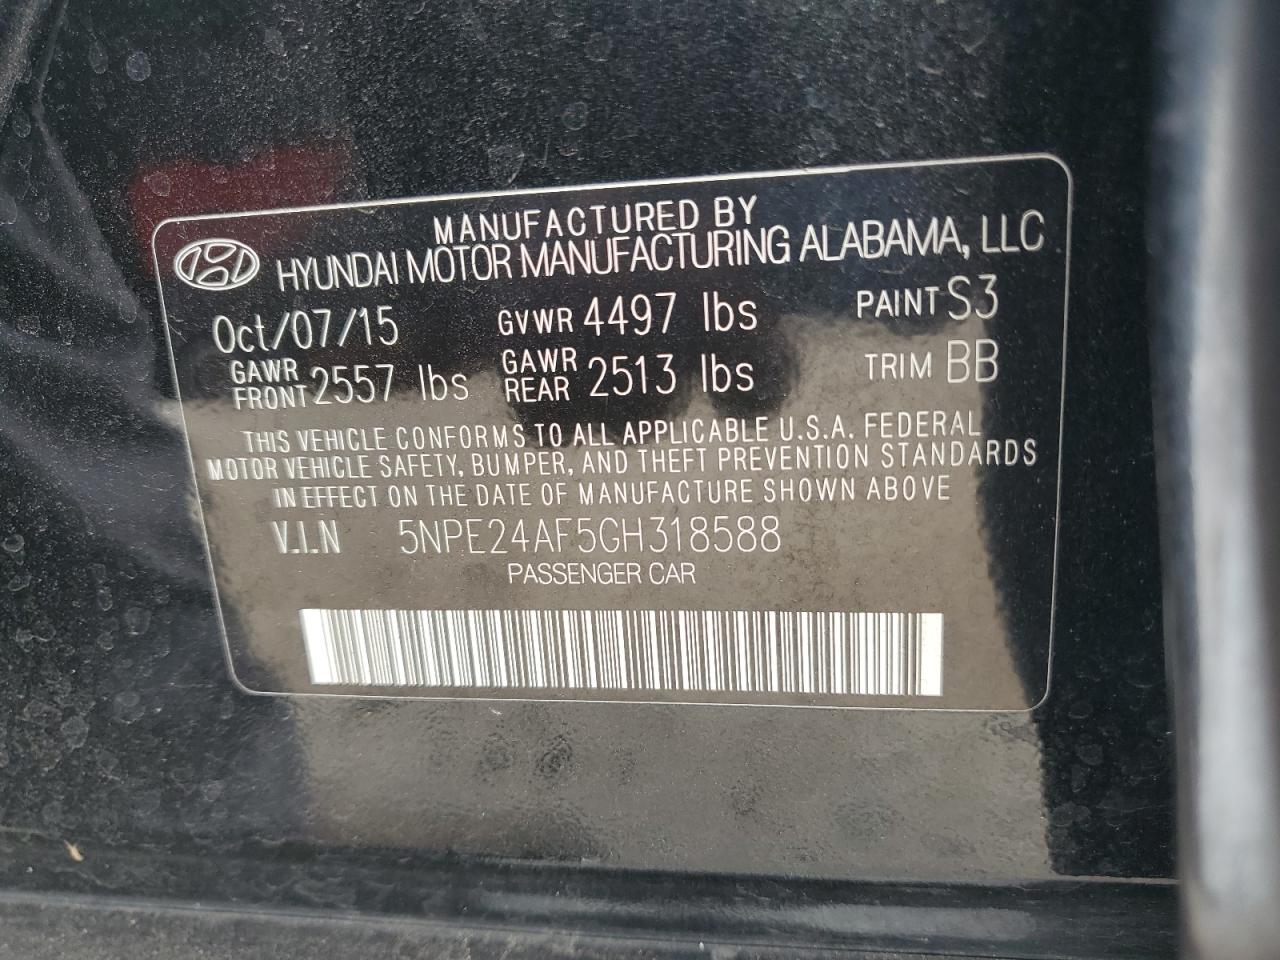 MANUFACTURED BY
HYUNDAI MOTOR MANUFACTURING ALABAMA, LLC
Oct/07/15 GVWR 4497 lbs PAINT S3
GAWR FRONT 2557 lbs GAWR REAR 2513 lbs TRIM BB
THIS VEHICLE CONFORMS TO ALL APPLICABLE U.S.A. FEDERAL
MOTOR VEHICLE SAFETY, BUMPER, AND THEFT PREVENTION STANDARDS
IN EFFECT ON THE DATE OF MANUFACTURE SHOWN ABOVE
V.I.N 5NPE24AF5GH318588
PASSENGER CAR